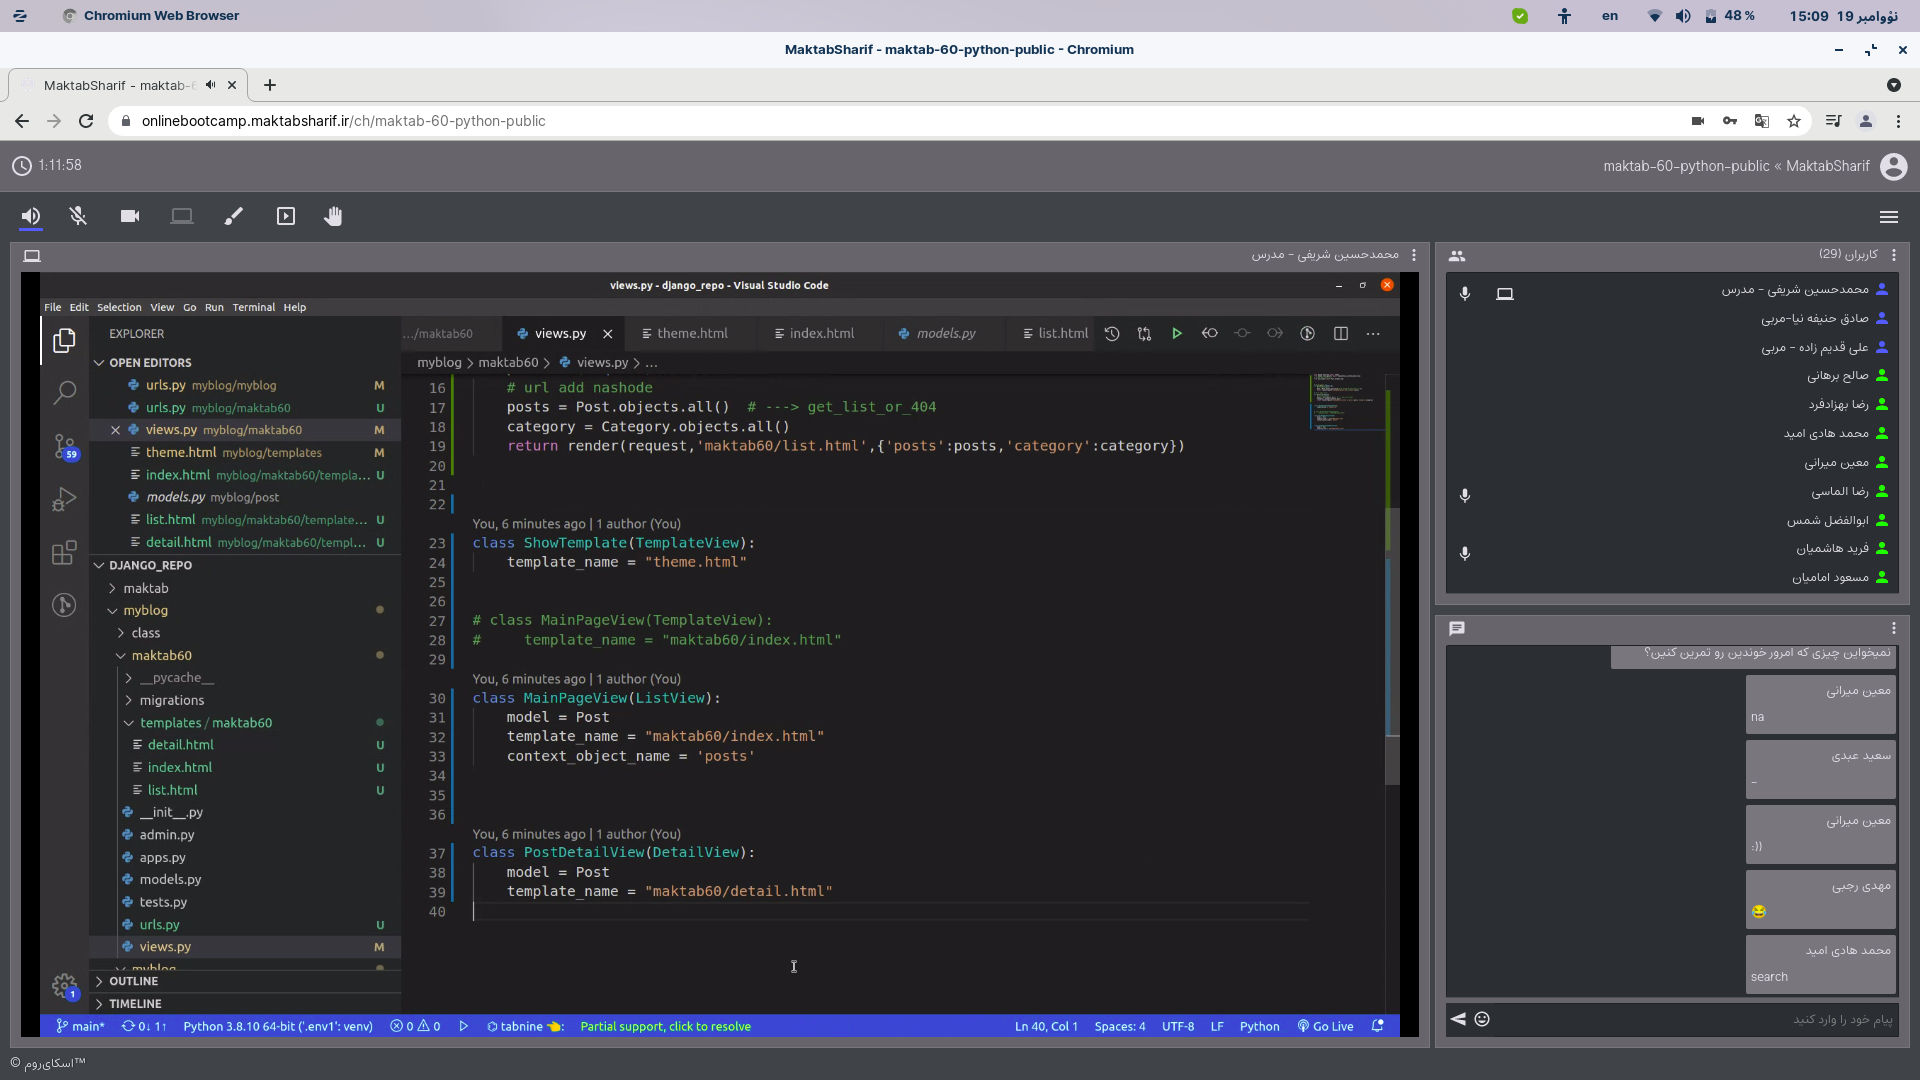 Chromium Web Browser
en
48 %
15:09
نۆوامبر 19
MaktabSharif - maktab-60-python-public - Chromium
MaktabSharif - maktab-6
onlinebootcamp.maktabsharif.ir/ch/maktab-60-python-public
1:11:58
maktab-60-python-public « MaktabSharif
محمدحسین شریفی - مدرس
views.py - django_repo - Visual Studio Code
File Edit Selection View Go Run Terminal Help
EXPLORER
OPEN EDITORS
urls.py myblog/myblog M
urls.py myblog/maktab60 U
views.py myblog/maktab60 M
theme.html myblog/templates M
index.html myblog/maktab60/templa... U
models.py myblog/post
list.html myblog/maktab60/template... U
detail.html myblog/maktab60/templ... U
DJANGO_REPO
maktab
myblog
class
maktab60
__pycache__
migrations
templates / maktab60
detail.html U
index.html U
list.html U
__init__.py
admin.py
apps.py
models.py
tests.py
urls.py U
views.py M
myblog
OUTLINE
TIMELINE
59
1
.../maktab60
views.py
theme.html
index.html
models.py
list.html
myblog > maktab60 > views.py > ...
16 # url add nashode
17 posts = Post.objects.all() # ---> get_list_or_404
18 category = Category.objects.all()
19 return render(request,'maktab60/list.html',{'posts':posts,'category':category})
20
21
22
You, 6 minutes ago | 1 author (You)
23 class ShowTemplate(TemplateView):
24 template_name = "theme.html"
25
26
27 # class MainPageView(TemplateView):
28 #     template_name = "maktab60/index.html"
29
You, 6 minutes ago | 1 author (You)
30 class MainPageView(ListView):
31 model = Post
32 template_name = "maktab60/index.html"
33 context_object_name = 'posts'
34
35
36
You, 6 minutes ago | 1 author (You)
37 class PostDetailView(DetailView):
38 model = Post
39 template_name = "maktab60/detail.html"
40
main* 0↓ 1↑ Python 3.8.10 64-bit ('.env1': venv) 0 0 tabnine 👈: Partial support, click to resolve Ln 40, Col 1 Spaces: 4 UTF-8 LF Python Go Live
کاربران (29)
محمدحسین شریفی - مدرس
صادق حنیفه نیا-مربی
علی قدیم زاده - مربی
صالح برهانی
رضا بهزادفرد
محمد هادی امید
معین میرانی
رضا الماسی
ابوالفضل شمس
فرید هاشمیان
مسعود امامیان
نمیخواین چیزی که امرور خوندین رو تمرین کنین؟
معین میرانی
na
سعید عبدی
_
معین میرانی
:))
مهدی رجبی
😂
محمد هادی امید
search
پیام خود را وارد کنید
© اسکای‌روم™